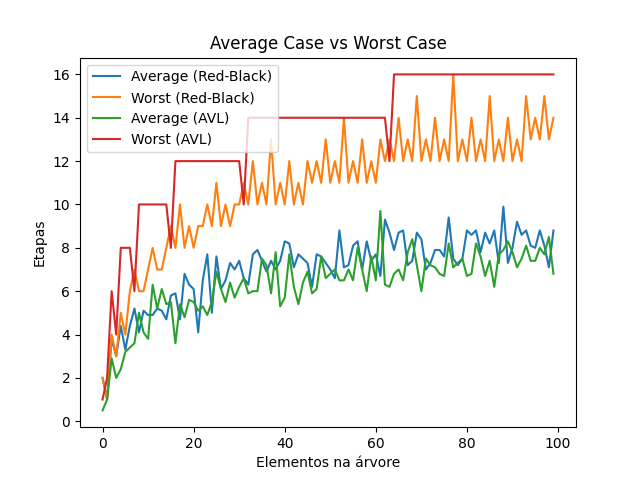 Average Case vs Worst Case
Average (Red-Black)
Worst (Red-Black)
Average (AVL)
Worst (AVL)
16
14
12
10
8
6
4
2
0
Etapas
0
20
40
60
80
100
Elementos na árvore